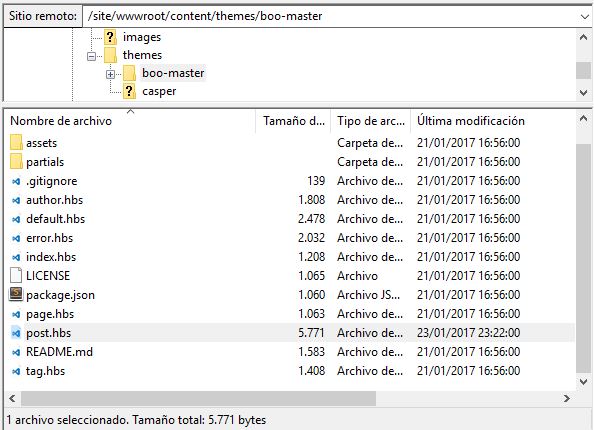 Sitio remoto: /site/wwwroot/content/themes/boo-master
images
themes
boo-master
casper
Nombre de archivo Tamaño d... Tipo de arc... Última modificación
assets Carpeta de... 21/01/2017 16:56:00
partials Carpeta de... 21/01/2017 16:56:00
.gitignore 139 Archivo de... 21/01/2017 16:56:00
author.hbs 1.808 Archivo de... 21/01/2017 16:56:00
default.hbs 2.478 Archivo de... 21/01/2017 16:56:00
error.hbs 2.032 Archivo de... 21/01/2017 16:56:00
index.hbs 1.208 Archivo de... 21/01/2017 16:56:00
LICENSE 1.065 Archivo 21/01/2017 16:56:00
package.json 1.060 Archivo JS... 21/01/2017 16:56:00
page.hbs 1.063 Archivo de... 21/01/2017 16:56:00
post.hbs 5.771 Archivo de... 23/01/2017 23:22:00
README.md 1.583 Archivo de... 21/01/2017 16:56:00
tag.hbs 1.408 Archivo de... 21/01/2017 16:56:00
1 archivo seleccionado. Tamaño total: 5.771 bytes